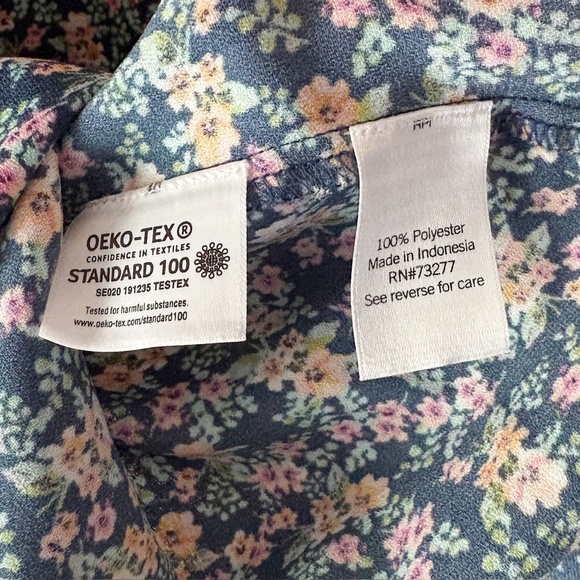 OEKO-TEX®
CONFIDENCE IN TEXTILES
STANDARD 100
SE020 191235 TESTEX
Tested for harmful substances.
www.oeko-tex.com/standard100
100% Polyester
Made in Indonesia
RN#73277
See reverse for care